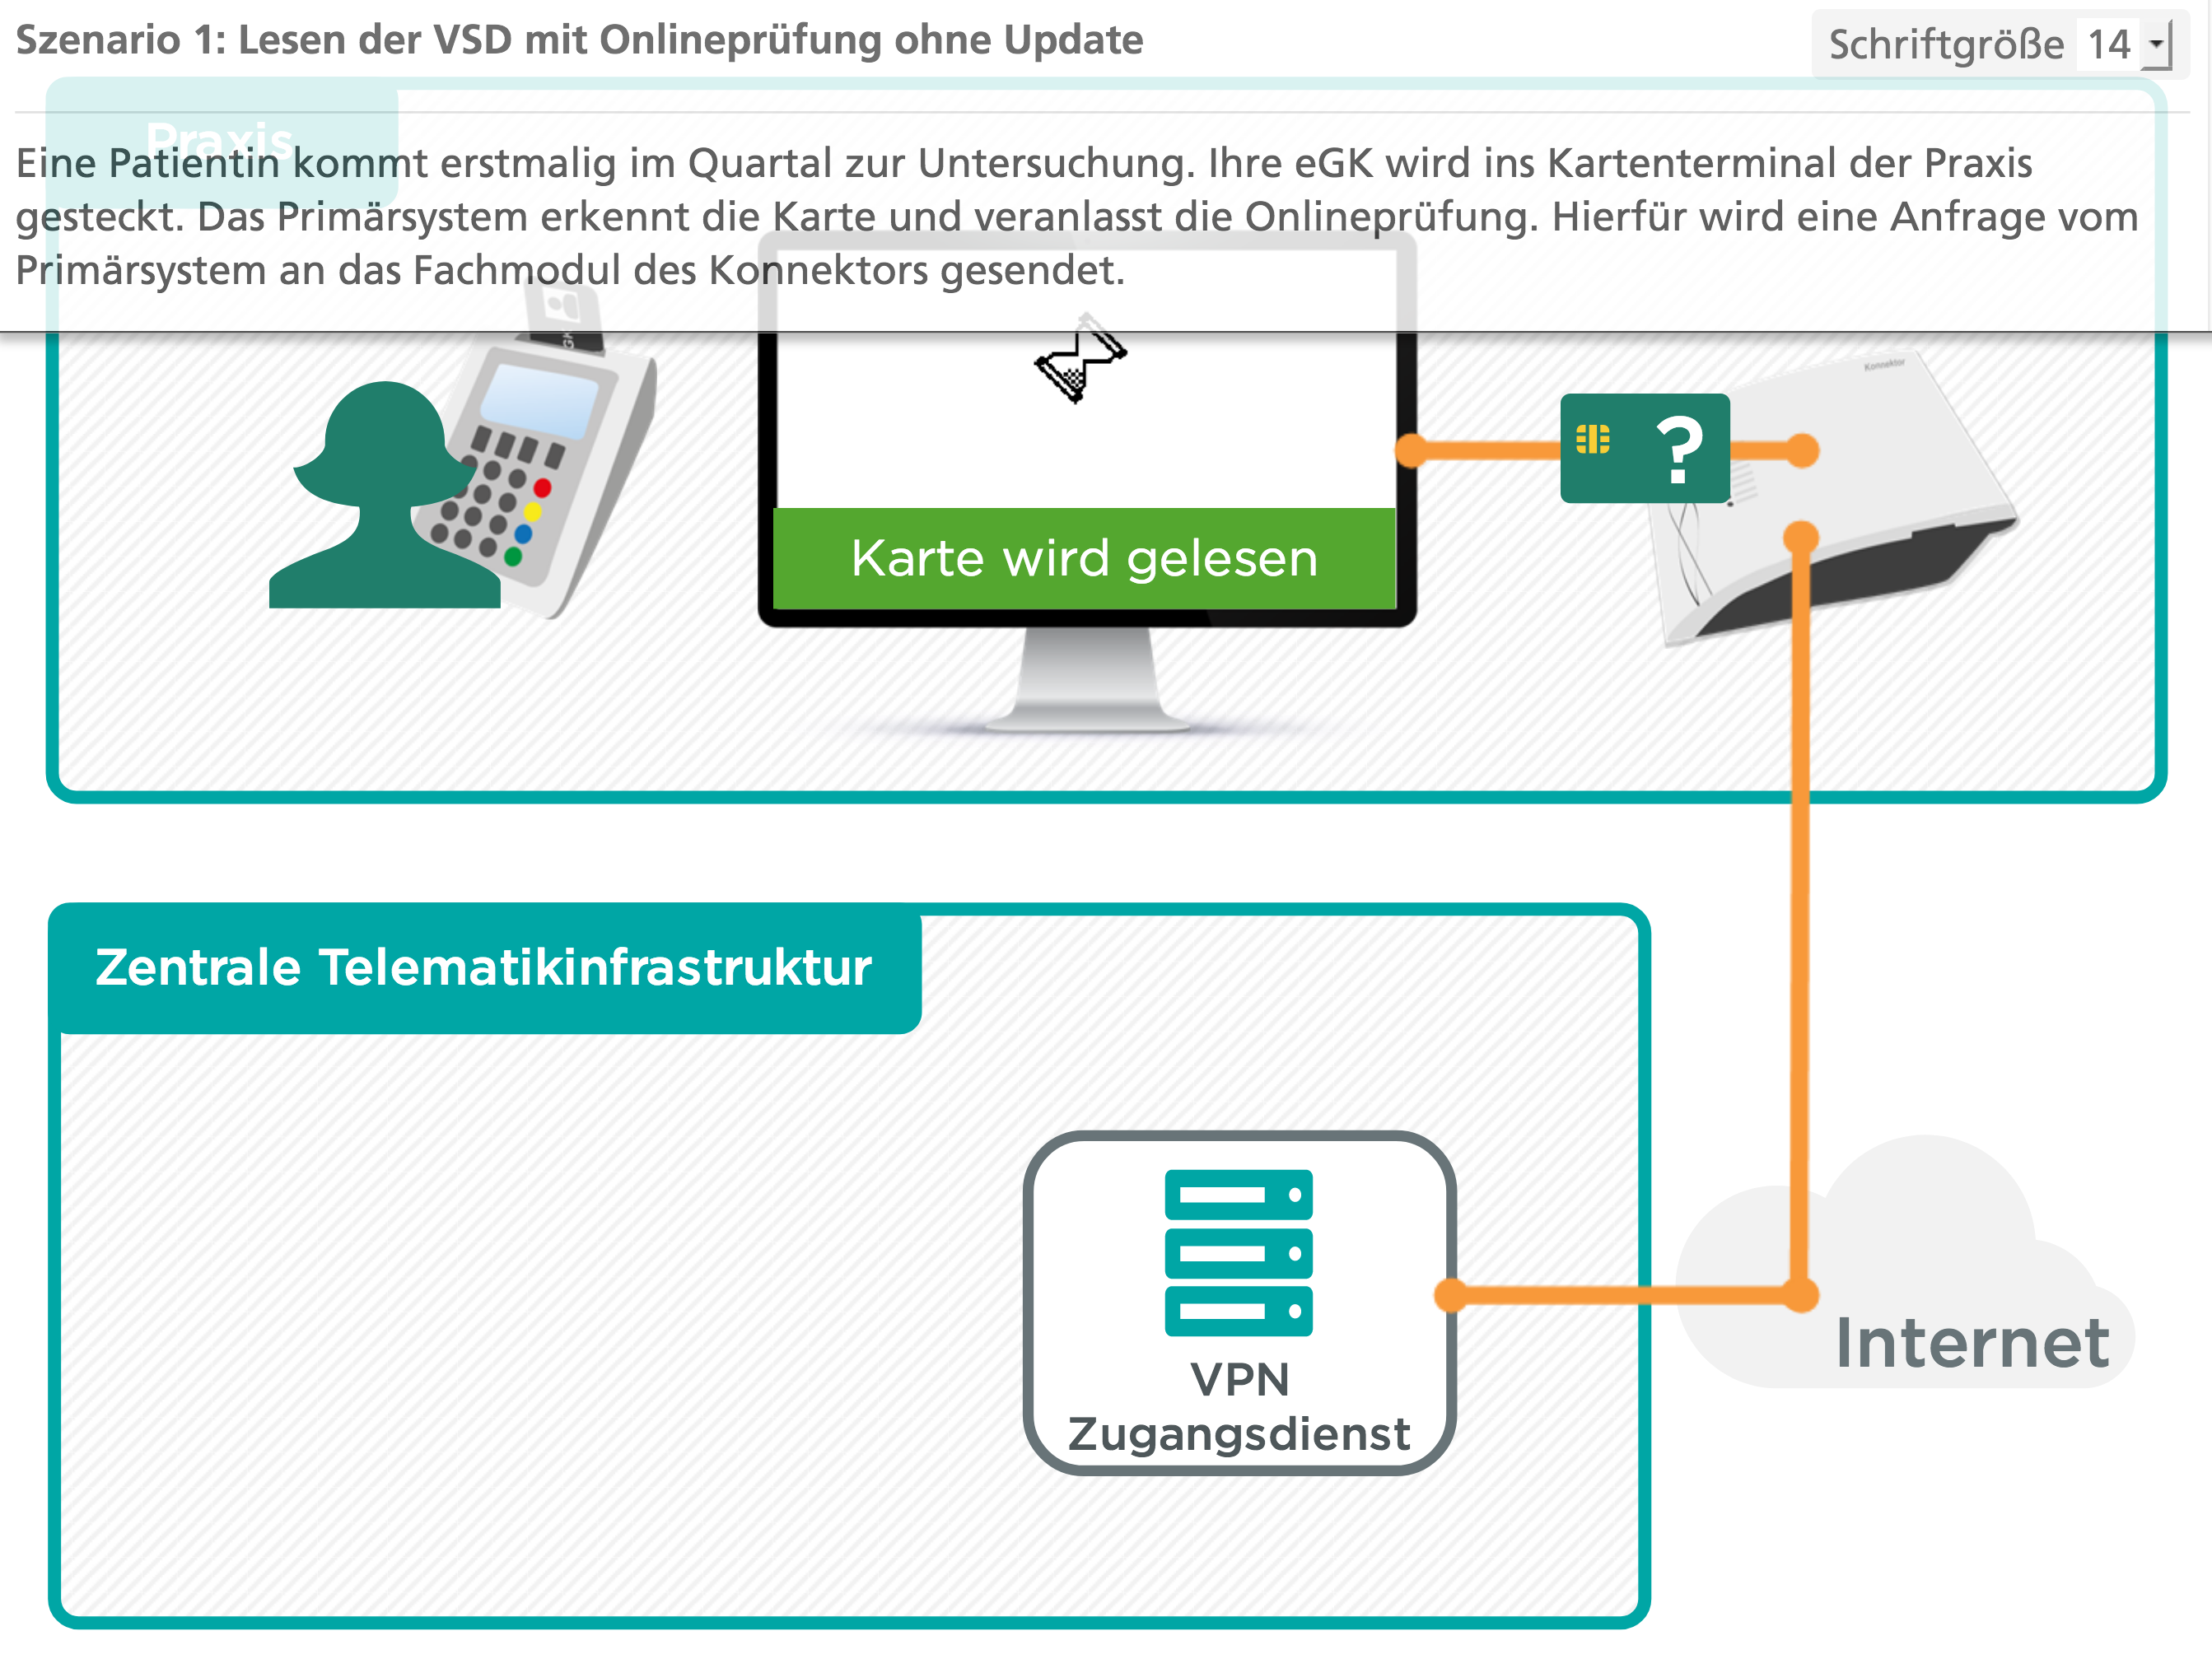 Szenario 1: Lesen der VSD mit Onlineprüfung ohne Update
Schriftgröße 14
Praxis
Eine Patientin kommt erstmalig im Quartal zur Untersuchung. Ihre eGK wird ins Kartenterminal der Praxis
gesteckt. Das Primärsystem erkennt die Karte und veranlasst die Onlineprüfung. Hierfür wird eine Anfrage vom
Primärsystem an das Fachmodul des Konnektors gesendet.
Konnektor
?
Karte wird gelesen
Zentrale Telematikinfrastruktur
VPN
Zugangsdienst
Internet